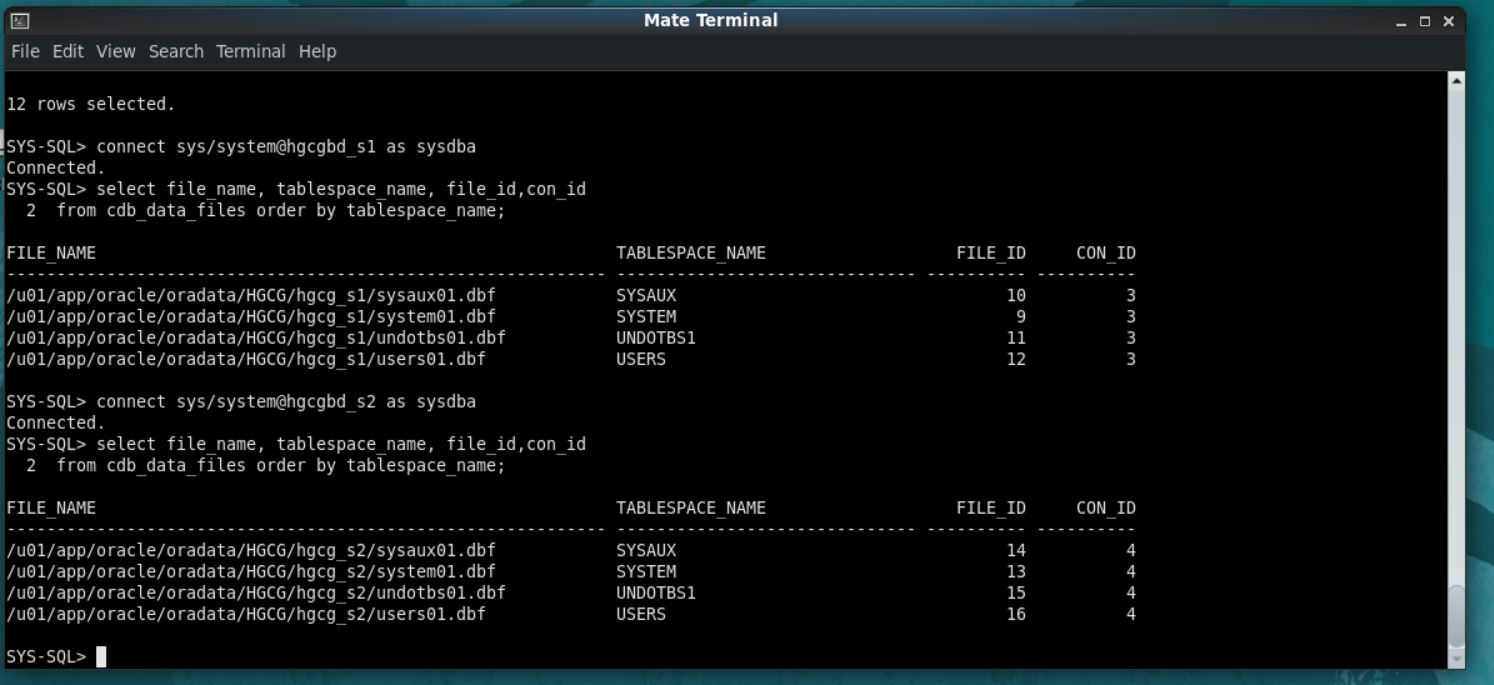 Mate Terminal
File Edit View Search Terminal Help
12 rows selected.
SYS-SQL> connect sys/system@hgcgbd_s1 as sysdba
Connected.
SYS-SQL> select file_name, tablespace_name, file_id,con_id
  2  from cdb_data_files order by tablespace_name;
FILE_NAME                                                    TABLESPACE_NAME                   FILE_ID     CON_ID
------------------------------------------------------------ ------------------------------ ---------- ----------
/u01/app/oracle/oradata/HGCG/hgcg_s1/sysaux01.dbf            SYSAUX                                 10          3
/u01/app/oracle/oradata/HGCG/hgcg_s1/system01.dbf            SYSTEM                                  9          3
/u01/app/oracle/oradata/HGCG/hgcg_s1/undotbs01.dbf           UNDOTBS1                               11          3
/u01/app/oracle/oradata/HGCG/hgcg_s1/users01.dbf             USERS                                  12          3
SYS-SQL> connect sys/system@hgcgbd_s2 as sysdba
Connected.
SYS-SQL> select file_name, tablespace_name, file_id,con_id
  2  from cdb_data_files order by tablespace_name;
FILE_NAME                                                    TABLESPACE_NAME                   FILE_ID     CON_ID
------------------------------------------------------------ ------------------------------ ---------- ----------
/u01/app/oracle/oradata/HGCG/hgcg_s2/sysaux01.dbf            SYSAUX                                 14          4
/u01/app/oracle/oradata/HGCG/hgcg_s2/system01.dbf            SYSTEM                                 13          4
/u01/app/oracle/oradata/HGCG/hgcg_s2/undotbs01.dbf           UNDOTBS1                               15          4
/u01/app/oracle/oradata/HGCG/hgcg_s2/users01.dbf             USERS                                  16          4
SYS-SQL>